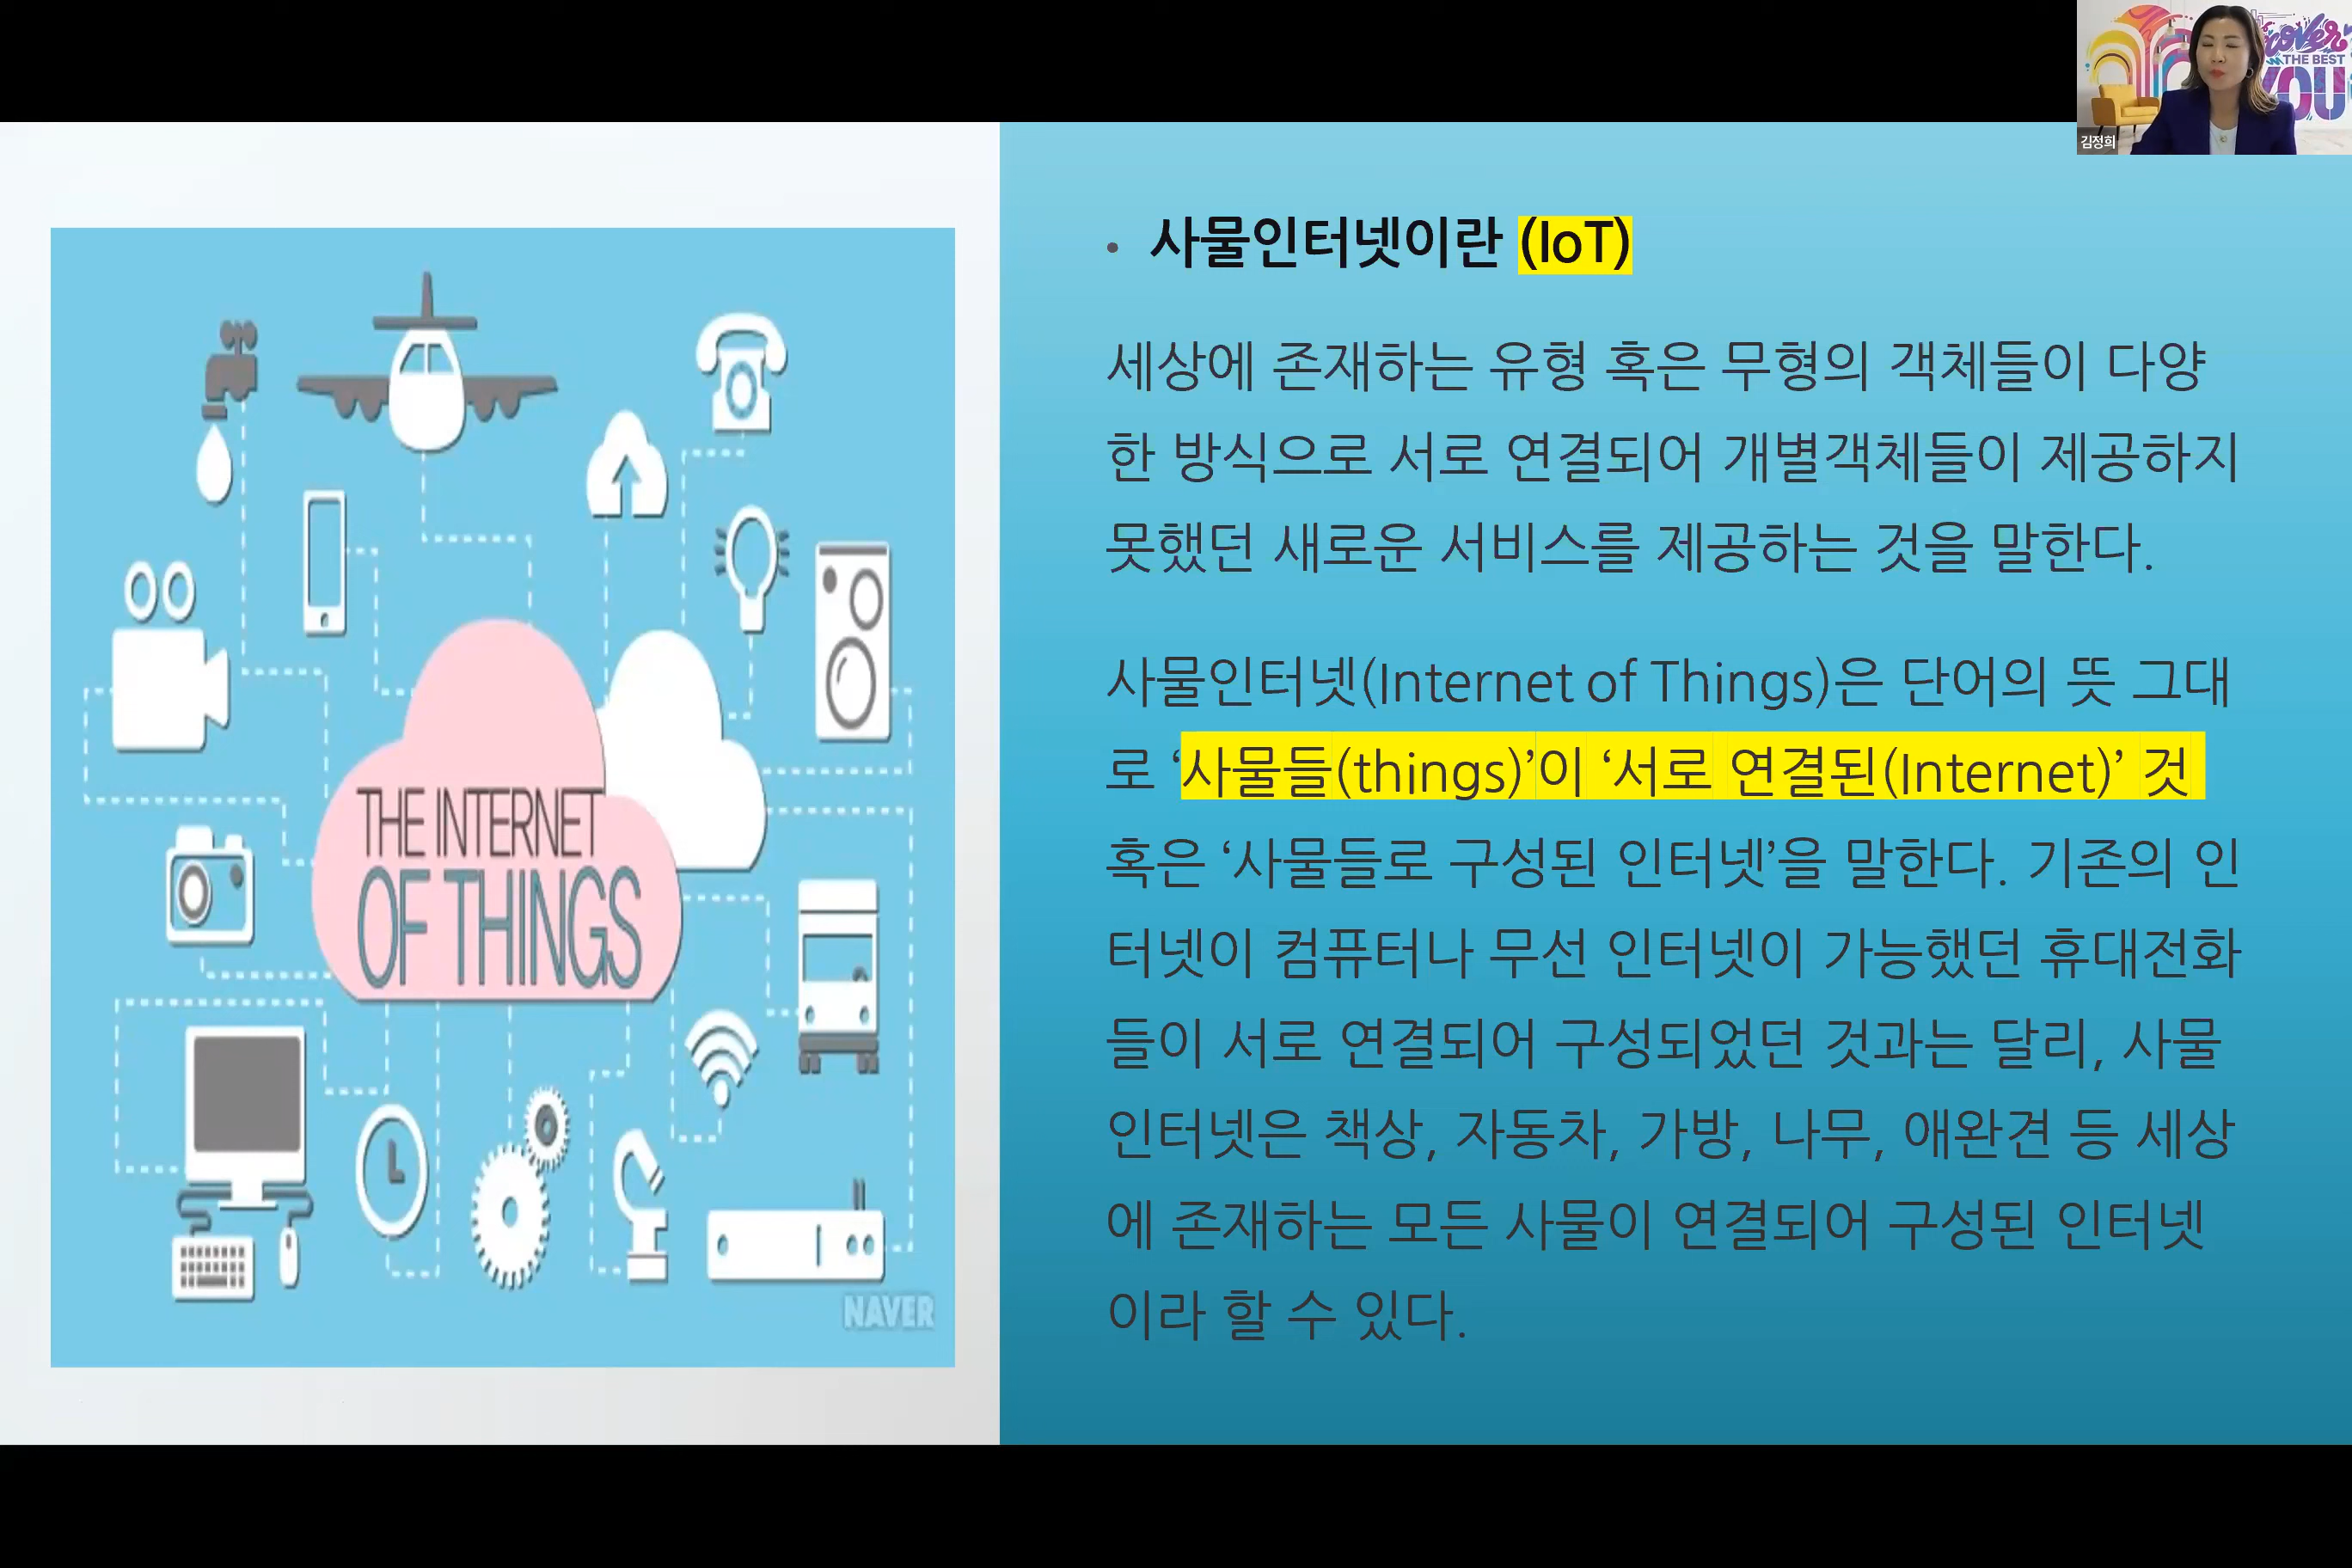 cover
THE BEST
YOU
김정희
• 사물인터넷이란 (IoT)
세상에 존재하는 유형 혹은 무형의 객체들이 다양
한 방식으로 서로 연결되어 개별객체들이 제공하지
못했던 새로운 서비스를 제공하는 것을 말한다.
사물인터넷(Internet of Things)은 단어의 뜻 그대
로 ‘사물들(things)’이 ‘서로 연결된(Internet)’ 것
혹은 ‘사물들로 구성된 인터넷’을 말한다. 기존의 인
터넷이 컴퓨터나 무선 인터넷이 가능했던 휴대전화
들이 서로 연결되어 구성되었던 것과는 달리, 사물
인터넷은 책상, 자동차, 가방, 나무, 애완견 등 세상
에 존재하는 모든 사물이 연결되어 구성된 인터넷
이라 할 수 있다.
THE INTERNET
OF THINGS
NAVER